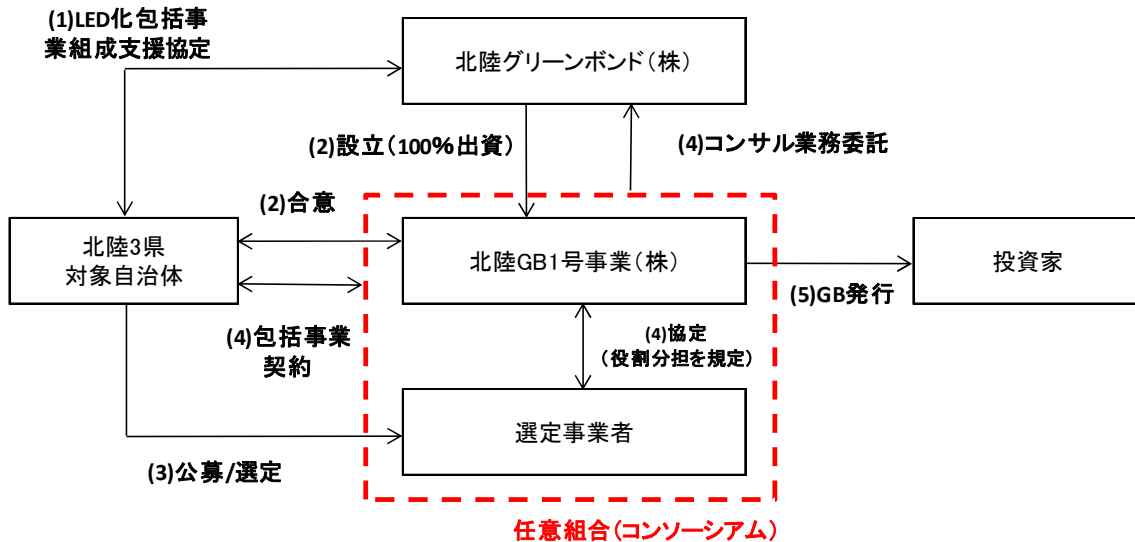 (1)LED化包括事
業組成支援協定
北陸グリーンボンド(株)
(2)設立(100%出資)
(4)コンサル業務委託
(2)合意
北陸3県
対象自治体
北陸GB1号事業(株)
投資家
(5)GB発行
(4)包括事業
契約
(4)協定
(役割分担を規定)
選定事業者
(3)公募/選定
任意組合(コンソーシアム)